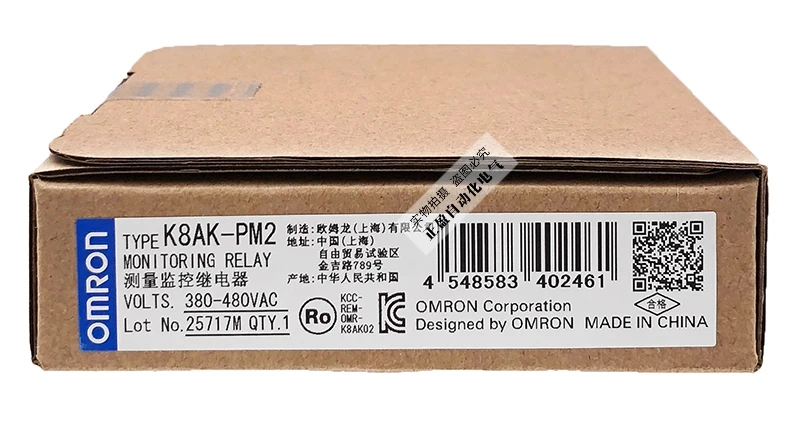 OMRON
TYPE K8AK-PM2
MONITORING RELAY
测量监控继电器
VOLTS. 380-480VAC
Lot No.25717M QTY.1
制造: 欧姆龙(上海)有限
地址: 中国(上海)
自由贸易试验区
金吉路789号
产地: 中华人民共和国
Ro
KCC-
REM-
OMR-
K8AK02
4 548583 402461
合格
OMRON Corporation
Designed by OMRON MADE IN CHINA
实物拍摄 盗图必究
正盈自动化电气